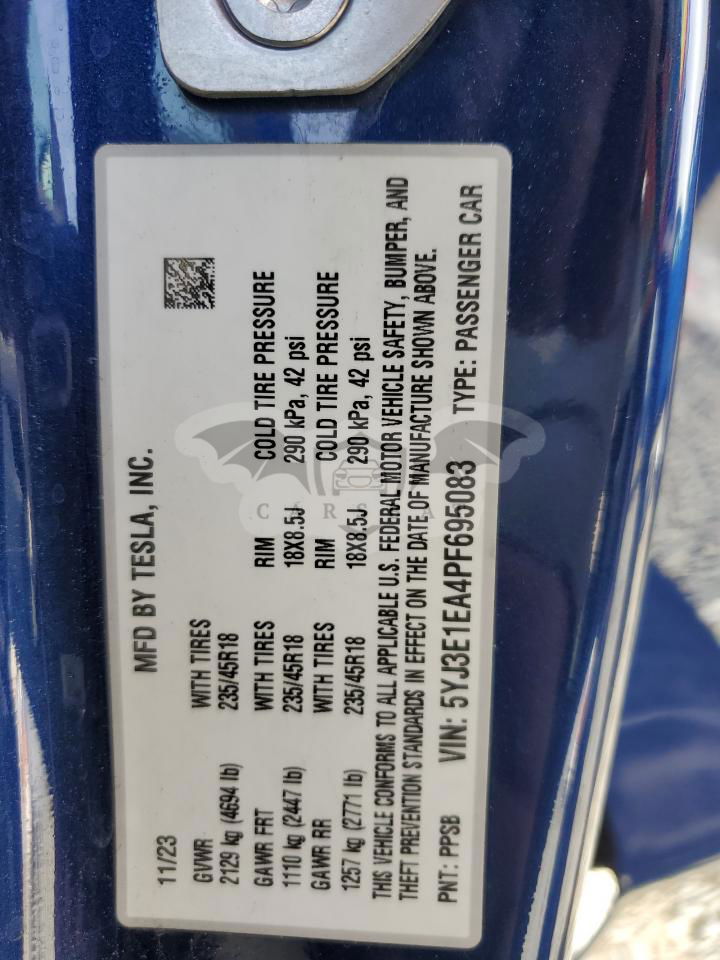 MFD BY TESLA, INC.
11/23
GVWR WITH TIRES
2129 kg (4694 lb) 235/45R18
GAWR FRT WITH TIRES RIM COLD TIRE PRESSURE
1110 kg (2447 lb) 235/45R18 18X8.5J 290 kPa, 42 psi
GAWR RR WITH TIRES RIM COLD TIRE PRESSURE
1257 kg (2771 lb) 235/45R18 18X8.5J 290 kPa, 42 psi
THIS VEHICLE CONFORMS TO ALL APPLICABLE U.S. FEDERAL MOTOR VEHICLE SAFETY, BUMPER, AND
THEFT PREVENTION STANDARDS IN EFFECT ON THE DATE OF MANUFACTURE SHOWN ABOVE.
PNT: PPSB VIN: 5YJ3E1EA4PF695083 TYPE: PASSENGER CAR